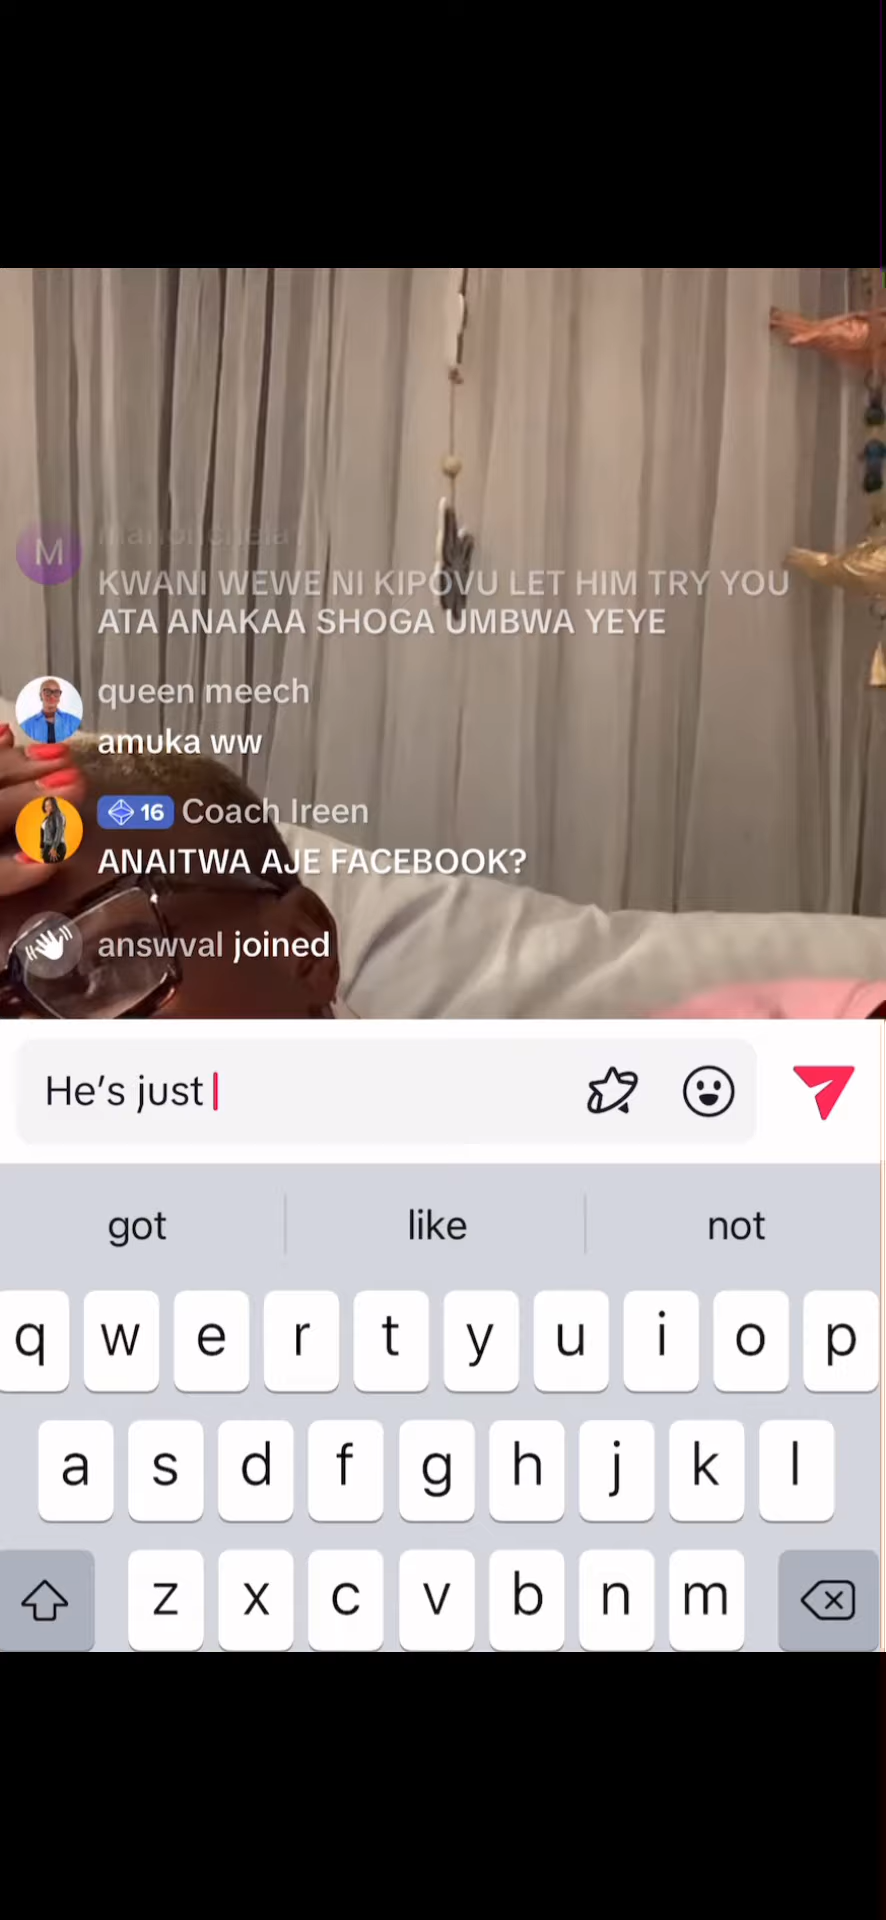 M
KWANI WEWE NI KIPOVU LET HIM TRY YOU
ATA ANAKAA SHOGA UMBWA YEYE
queen meech
amuka ww
16 Coach Ireen
ANAITWA AJE FACEBOOK?
answval joined
He's just
got like not
q w e r t y u i o p
a s d f g h j k l
z x c v b n m